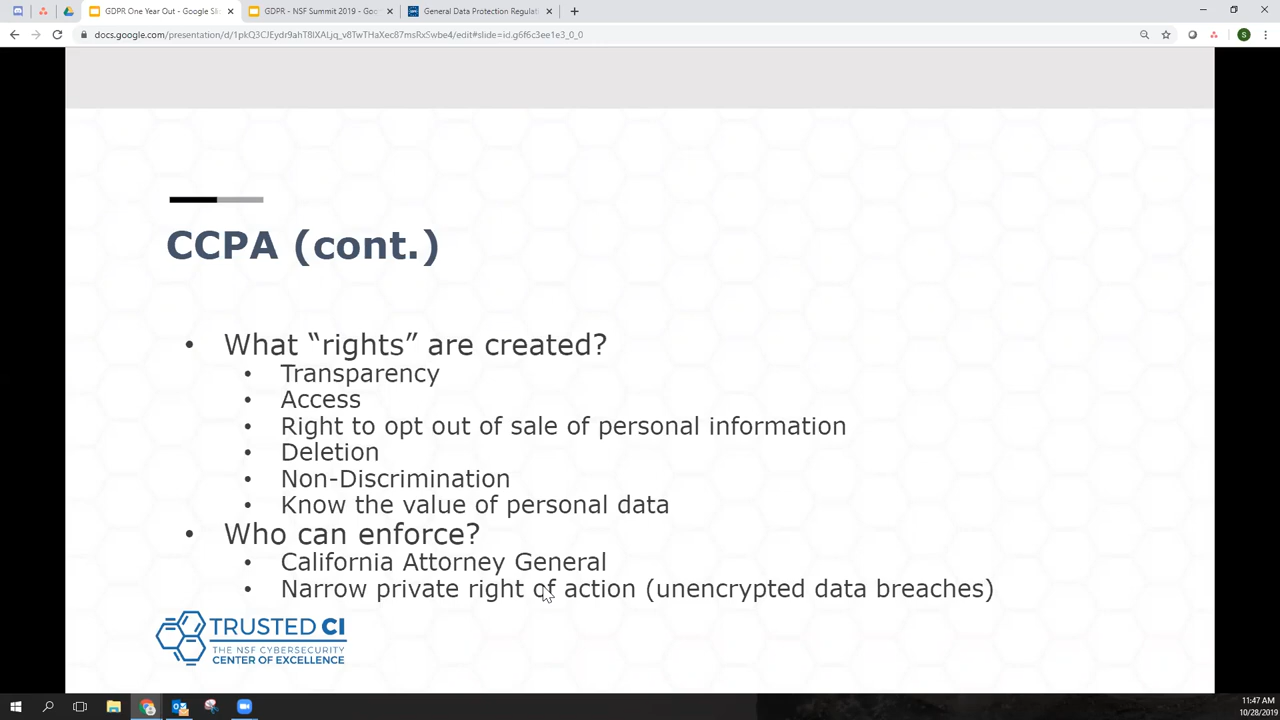 GDPR One Year Out - Google Sli
GDPR - NSF Summit 2019 - Goo
General Data Protection Regulati
docs.google.com/presentation/d/1pkQ3CJEydr9ahT8IXALjq_v8TwTHaXec87msRxSwbe4/edit#slide=id.g6f6c3ee1e3_0_0
S
CCPA (cont.)
• What “rights” are created?
• Transparency
• Access
• Right to opt out of sale of personal information
• Deletion
• Non-Discrimination
• Know the value of personal data
• Who can enforce?
• California Attorney General
• Narrow private right of action (unencrypted data breaches)
TRUSTED CI
THE NSF CYBERSECURITY
CENTER OF EXCELLENCE
11:47 AM
10/28/2019